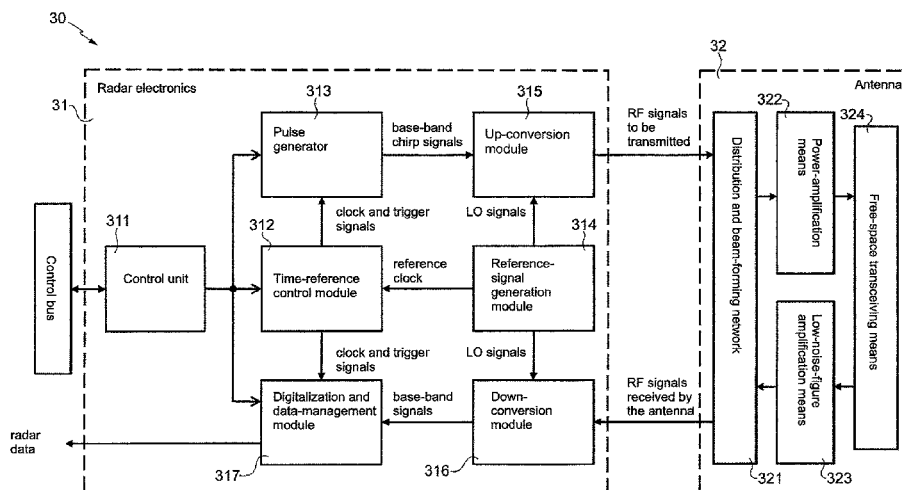 30
32
Radar electronics
Antenna
31
313
315
322
324
Pulse
generator
base-band
chirp signals
Up-conversion
module
RF signals
to be
transmitted
Distribution and beam-forming network
Power-amplification
means
Free-space transceiving means
clock and trigger
signals
LO signals
311
312
314
Control bus
Control unit
Time-reference
control module
reference
clock
Reference-
signal generation
module
clock and trigger
signals
LO signals
Low-noise-figure
amplification means
Digitalization and
data-management
module
base-band
signals
Down-
conversion
module
RF signals
received by
the antenna
radar
data
317
316
321
323